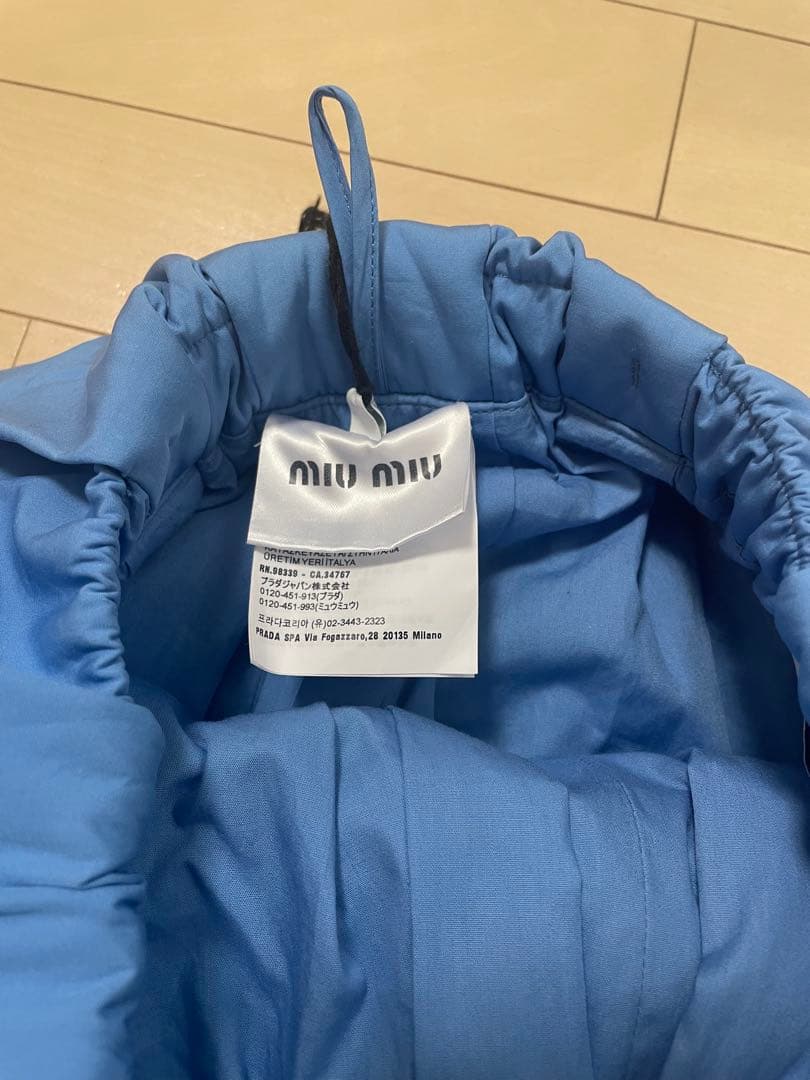 miu miu
ÜRETİM YERİ İTALYA
RN.98339 - CA.34767
プラダジャパン株式会社
0120-451-913(プラダ)
0120-451-993(ミュウミュウ)
프라다코리아 (유)02-3443-2323
PRADA SPA Via Fogazzaro,28 20135 Milano